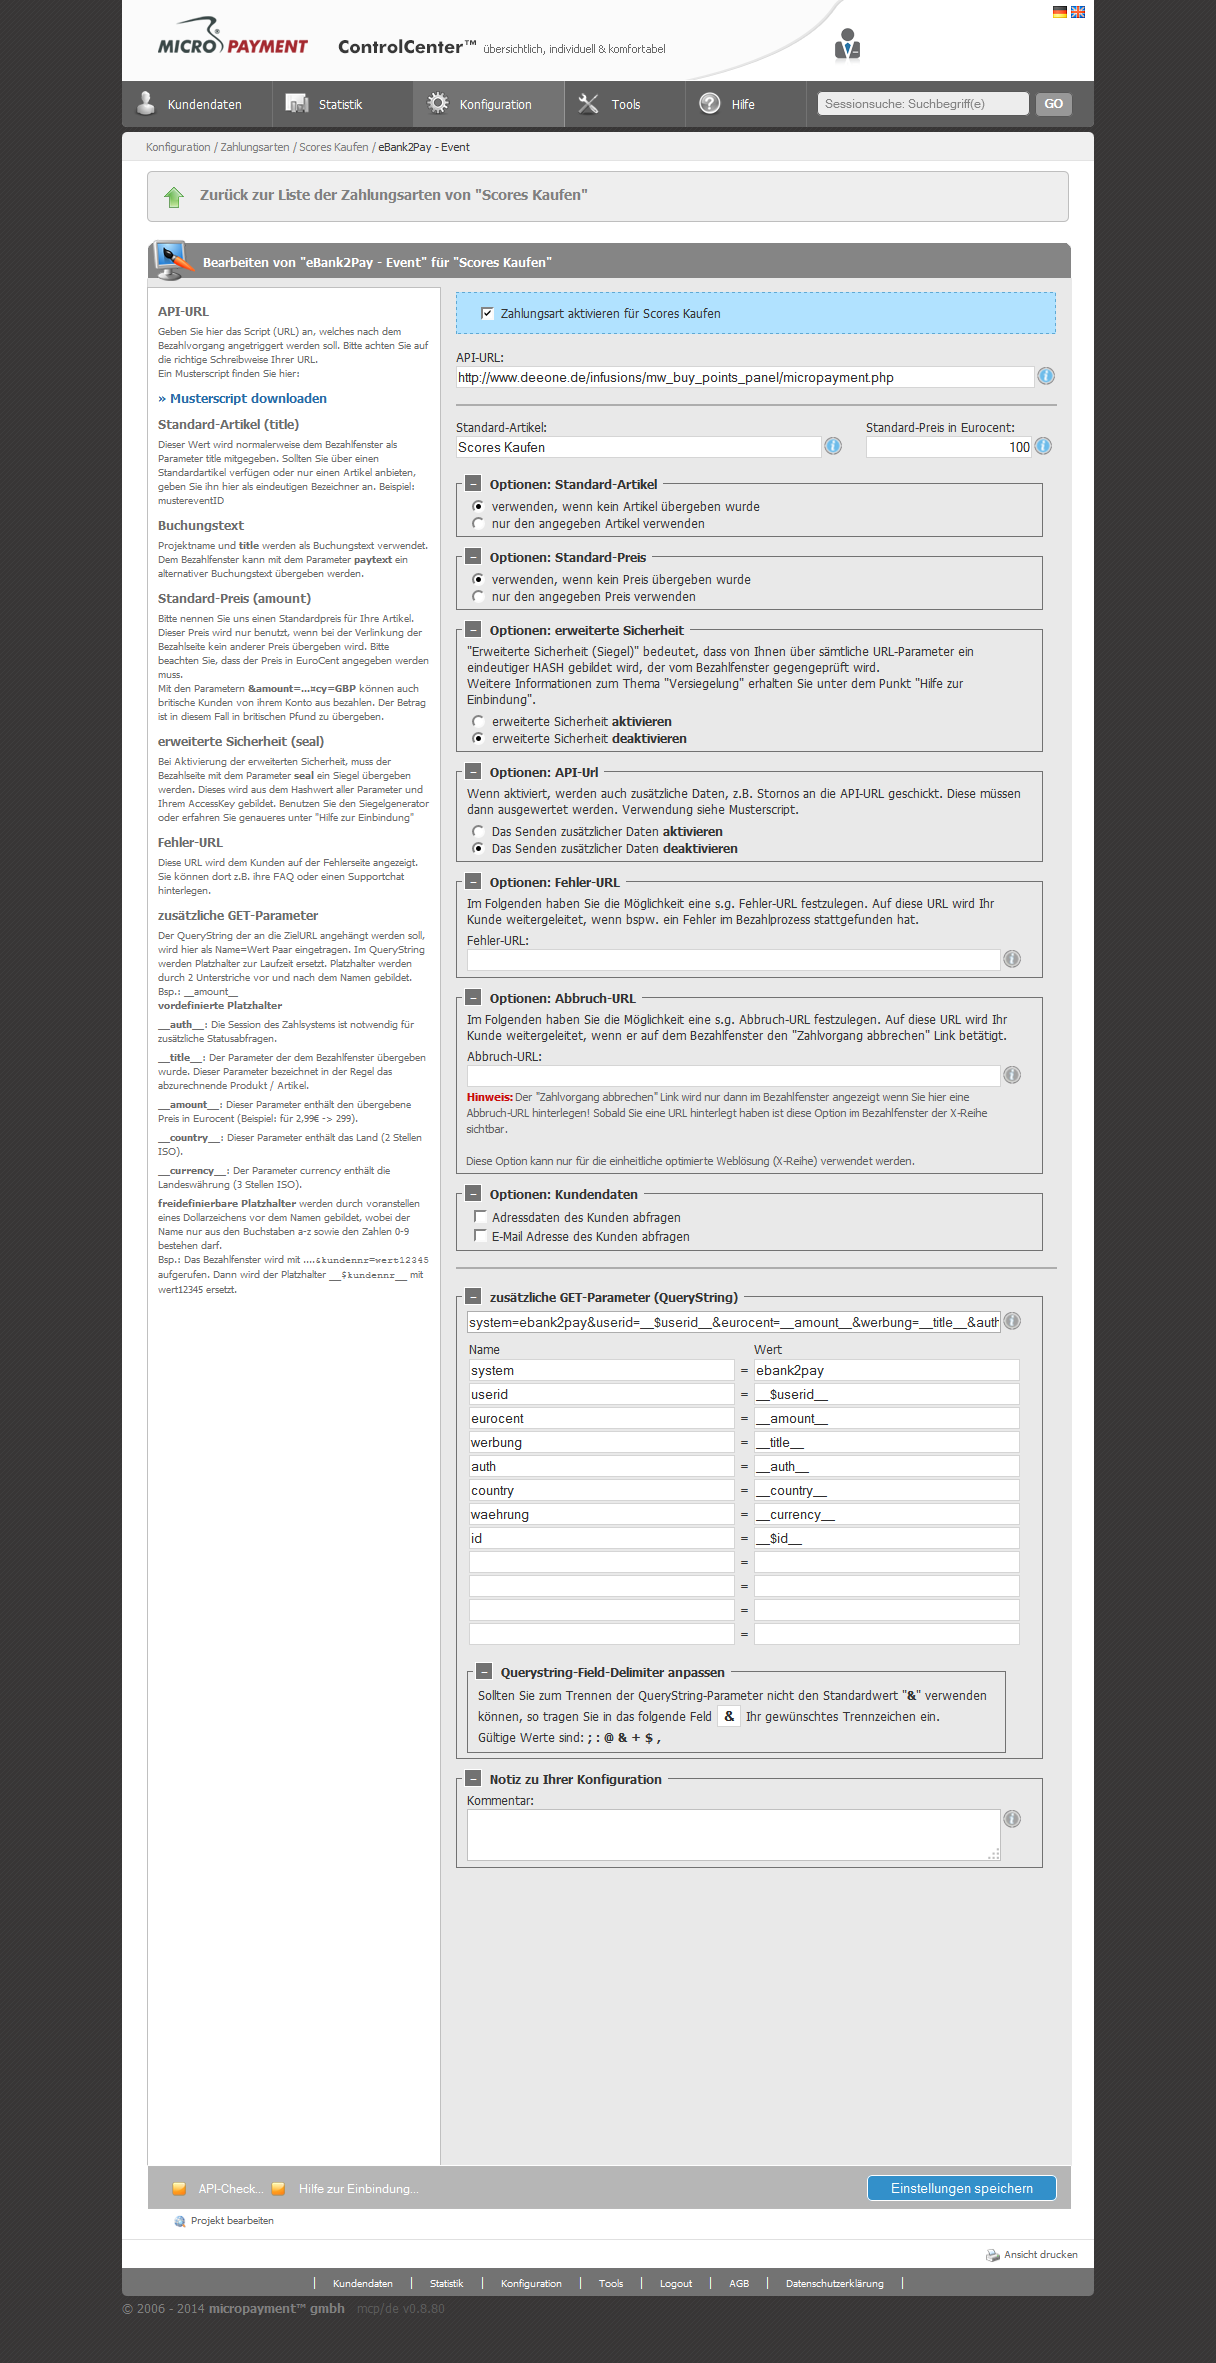 MICROPAYMENT
ControlCenter™ übersichtlich, individuell & komfortabel
Kundendaten
Statistik
Konfiguration
Tools
Hilfe
Sessionsuche: Suchbegriff(e)
GO
Konfiguration / Zahlungsarten / Scores Kaufen / eBank2Pay - Event
Zurück zur Liste der Zahlungsarten von "Scores Kaufen"
Bearbeiten von "eBank2Pay - Event" für "Scores Kaufen"
API-URL
Geben Sie hier das Script (URL) an, welches nach dem
Bezahlvorgang angetriggert werden soll. Bitte achten Sie auf
die richtige Schreibweise Ihrer URL.
Ein Musterscript finden Sie hier:
» Musterscript downloaden
Standard-Artikel (title)
Dieser Wert wird normalerweise dem Bezahlfenster als
Parameter title mitgegeben. Sollten Sie über einen
Standardartikel verfügen oder nur einen Artikel anbieten,
geben Sie ihn hier als eindeutigen Bezeichner an. Beispiel:
mustereventID
Buchungstext
Projektname und title werden als Buchungstext verwendet.
Dem Bezahlfenster kann mit dem Parameter paytext ein
alternativer Buchungstext übergeben werden.
Standard-Preis (amount)
Bitte nennen Sie uns einen Standardpreis für Ihre Artikel.
Dieser Preis wird nur benutzt, wenn bei der Verlinkung der
Bezahlseite kein anderer Preis übergeben wird. Bitte
beachten Sie, dass der Preis in EuroCent angegeben werden
muss.
Mit den Parametern &amount=...¤cy=GBP können auch
britische Kunden von ihrem Konto aus bezahlen. Der Betrag
ist in diesem Fall in britischen Pfund zu übergeben.
erweiterte Sicherheit (seal)
Bei Aktivierung der erweiterten Sicherheit, muss der
Bezahlseite mit dem Parameter seal ein Siegel übergeben
werden. Dieses wird aus dem Hashwert aller Parameter und
Ihrem AccessKey gebildet. Benutzen Sie den Siegelgenerator
oder erfahren Sie genaueres unter "Hilfe zur Einbindung"
Fehler-URL
Diese URL wird dem Kunden auf der Fehlerseite angezeigt.
Sie können dort z.B. ihre FAQ oder einen Supportchat
hinterlegen.
zusätzliche GET-Parameter
Der QueryString der an die ZielURL angehängt werden soll,
wird hier als Name=Wert Paar eingetragen. Im QueryString
werden Platzhalter zur Laufzeit ersetzt. Platzhalter werden
durch 2 Unterstriche vor und nach dem Namen gebildet.
Bsp.: __amount__
vordefinierte Platzhalter
__auth__: Die Session des Zahlsystems ist notwendig für
zusätzliche Statusabfragen.
__title__: Der Parameter der dem Bezahlfenster übergeben
wurde. Dieser Parameter bezeichnet in der Regel das
abzurechnende Produkt / Artikel.
__amount__: Dieser Parameter enthält den übergebene
Preis in Eurocent (Beispiel: für 2,99€ -> 299).
__country__: Dieser Parameter enthält das Land (2 Stellen
ISO).
__currency__: Der Parameter currency enthält die
Landeswährung (3 Stellen ISO).
freidefinierbare Platzhalter werden durch voranstellen
eines Dollarzeichens vor dem Namen gebildet, wobei der
Name nur aus den Buchstaben a-z sowie den Zahlen 0-9
bestehen darf.
Bsp.: Das Bezahlfenster wird mit ....&kundennr=wert12345
aufgerufen. Dann wird der Platzhalter __$kundennr__ mit
wert12345 ersetzt.
Zahlungsart aktivieren für Scores Kaufen
API-URL:
http://www.deeone.de/infusions/mw_buy_points_panel/micropayment.php
Standard-Artikel:
Standard-Preis in Eurocent:
Scores Kaufen
100
Optionen: Standard-Artikel
verwenden, wenn kein Artikel übergeben wurde
nur den angegeben Artikel verwenden
Optionen: Standard-Preis
verwenden, wenn kein Preis übergeben wurde
nur den angegeben Preis verwenden
Optionen: erweiterte Sicherheit
"Erweiterte Sicherheit (Siegel)" bedeutet, dass von Ihnen über sämtliche URL-Parameter ein
eindeutiger HASH gebildet wird, der vom Bezahlfenster gegengeprüft wird.
Weitere Informationen zum Thema "Versiegelung" erhalten Sie unter dem Punkt "Hilfe zur
Einbindung".
erweiterte Sicherheit aktivieren
erweiterte Sicherheit deaktivieren
Optionen: API-Url
Wenn aktiviert, werden auch zusätzliche Daten, z.B. Stornos an die API-URL geschickt. Diese müssen
dann ausgewertet werden. Verwendung siehe Musterscript.
Das Senden zusätzlicher Daten aktivieren
Das Senden zusätzlicher Daten deaktivieren
Optionen: Fehler-URL
Im Folgenden haben Sie die Möglichkeit eine s.g. Fehler-URL festzulegen. Auf diese URL wird Ihr
Kunde weitergeleitet, wenn bspw. ein Fehler im Bezahlprozess stattgefunden hat.
Fehler-URL:
Optionen: Abbruch-URL
Im Folgenden haben Sie die Möglichkeit eine s.g. Abbruch-URL festzulegen. Auf diese URL wird Ihr
Kunde weitergeleitet, wenn er auf dem Bezahlfenster den "Zahlvorgang abbrechen" Link betätigt.
Abbruch-URL:
Hinweis: Der "Zahlvorgang abbrechen" Link wird nur dann im Bezahlfenster angezeigt wenn Sie hier eine
Abbruch-URL hinterlegen! Sobald Sie eine URL hinterlegt haben ist diese Option im Bezahlfenster der X-Reihe
sichtbar.
Diese Option kann nur für die einheitliche optimierte Weblösung (X-Reihe) verwendet werden.
Optionen: Kundendaten
Adressdaten des Kunden abfragen
E-Mail Adresse des Kunden abfragen
zusätzliche GET-Parameter (QueryString)
system=ebank2pay&userid=__$userid__&eurocent=__amount__&werbung=__title__&auth
Name Wert
system = ebank2pay
userid = __$userid__
eurocent = __amount__
werbung = __title__
auth = __auth__
country = __country__
waehrung = __currency__
id = __$id__
=
=
=
=
Querystring-Field-Delimiter anpassen
Sollten Sie zum Trennen der QueryString-Parameter nicht den Standardwert "&" verwenden
können, so tragen Sie in das folgende Feld & Ihr gewünschtes Trennzeichen ein.
Gültige Werte sind: ; : @ & + $ ,
Notiz zu Ihrer Konfiguration
Kommentar:
API-Check...
Hilfe zur Einbindung...
Einstellungen speichern
Projekt bearbeiten
Ansicht drucken
| Kundendaten | Statistik | Konfiguration | Tools | Logout | AGB | Datenschutzerklärung |
© 2006 - 2014 micropayment™ gmbh mcp/de v0.8.80